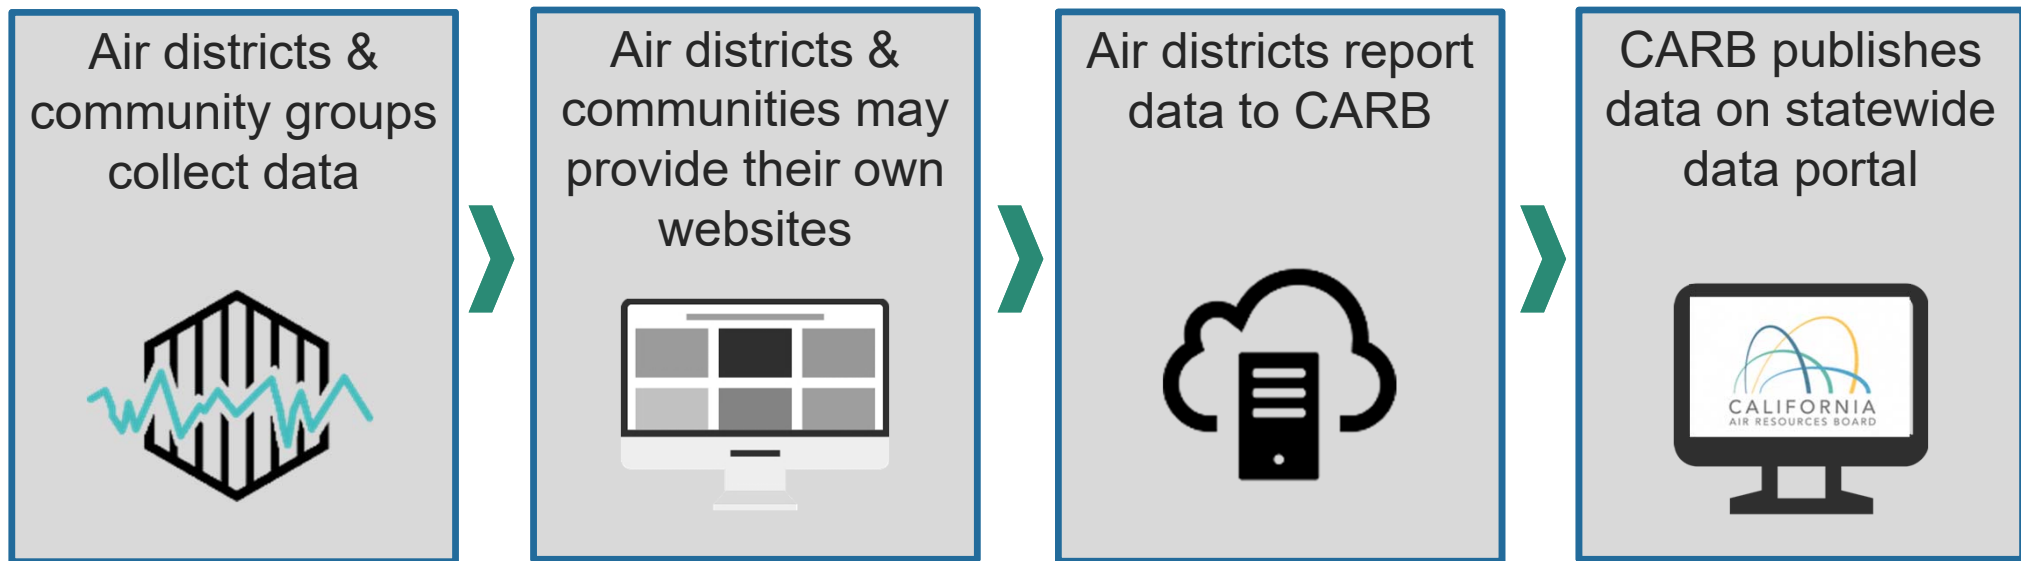 Air districts &
community groups
collect data
Air districts &
communities may
provide their own
websites
Air districts report
data to CARB
CARB publishes
data on statewide
data portal
CALIFORNIA
AIR RESOURCES BOARD